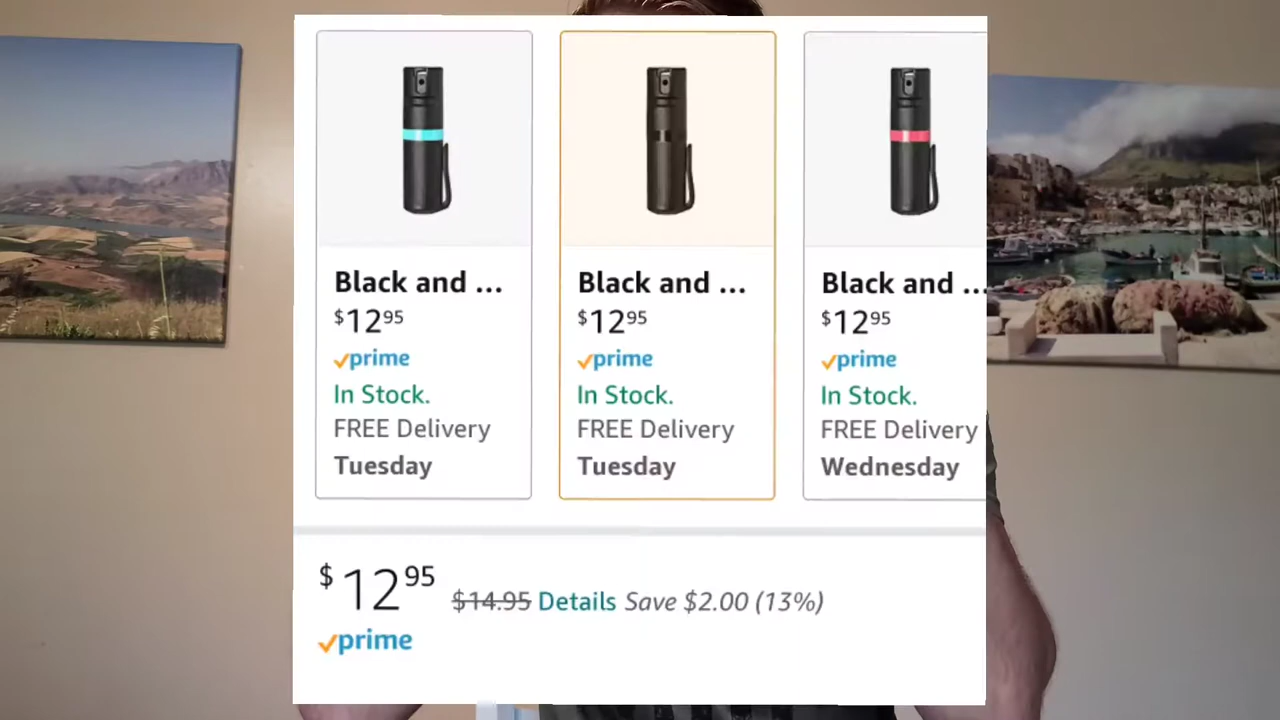 Black and ...
$12.95
prime
In Stock.
FREE Delivery
Tuesday
Black and ...
$12.95
prime
In Stock.
FREE Delivery
Tuesday
Black and ...
$12.95
prime
In Stock.
FREE Delivery
Wednesday
$12.95 $14.95 Details Save $2.00 (13%)
prime